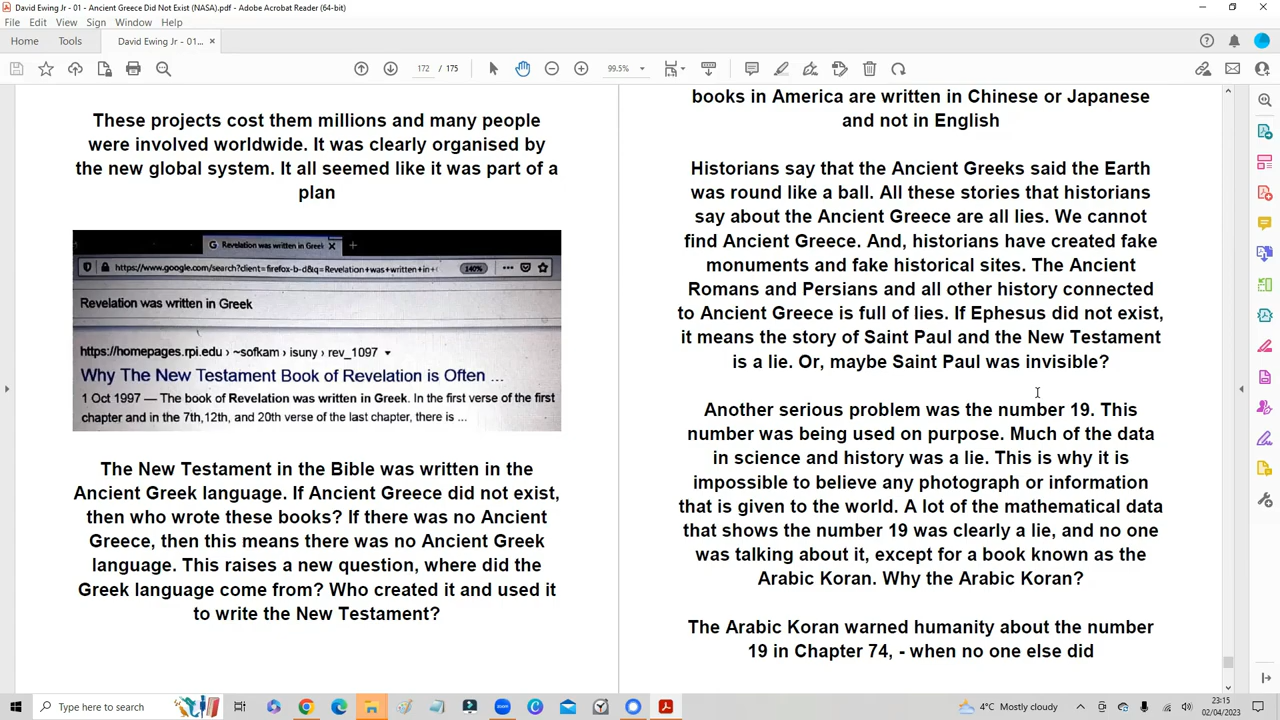 David Ewing Jr - 01 - Ancient Greece Did Not Exist (NASA).pdf - Adobe Acrobat Reader (64-bit)
File Edit View Sign Window Help
Home Tools David Ewing Jr - 01... ×
172 / 175 99.5%
These projects cost them millions and many people
were involved worldwide. It was clearly organised by
the new global system. It all seemed like it was part of a
plan
Revelation was written in Greek
https://www.google.com/search?client=firefox-b-d&q=Revelation+was+written+in+ 140%
Revelation was written in Greek
https://homepages.rpi.edu › ~sofkam › isuny › rev_1097
Why The New Testament Book of Revelation is Often ...
1 Oct 1997 — The book of Revelation was written in Greek. In the first verse of the first
chapter and in the 7th,12th, and 20th verse of the last chapter, there is ...
The New Testament in the Bible was written in the
Ancient Greek language. If Ancient Greece did not exist,
then who wrote these books? If there was no Ancient
Greece, then this means there was no Ancient Greek
language. This raises a new question, where did the
Greek language come from? Who created it and used it
to write the New Testament?
books in America are written in Chinese or Japanese
and not in English
Historians say that the Ancient Greeks said the Earth
was round like a ball. All these stories that historians
say about the Ancient Greece are all lies. We cannot
find Ancient Greece. And, historians have created fake
monuments and fake historical sites. The Ancient
Romans and Persians and all other history connected
to Ancient Greece is full of lies. If Ephesus did not exist,
it means the story of Saint Paul and the New Testament
is a lie. Or, maybe Saint Paul was invisible?
Another serious problem was the number 19. This
number was being used on purpose. Much of the data
in science and history was a lie. This is why it is
impossible to believe any photograph or information
that is given to the world. A lot of the mathematical data
that shows the number 19 was clearly a lie, and no one
was talking about it, except for a book known as the
Arabic Koran. Why the Arabic Koran?
The Arabic Koran warned humanity about the number
19 in Chapter 74, - when no one else did
Type here to search
4°C Mostly cloudy
23:15
02/04/2023